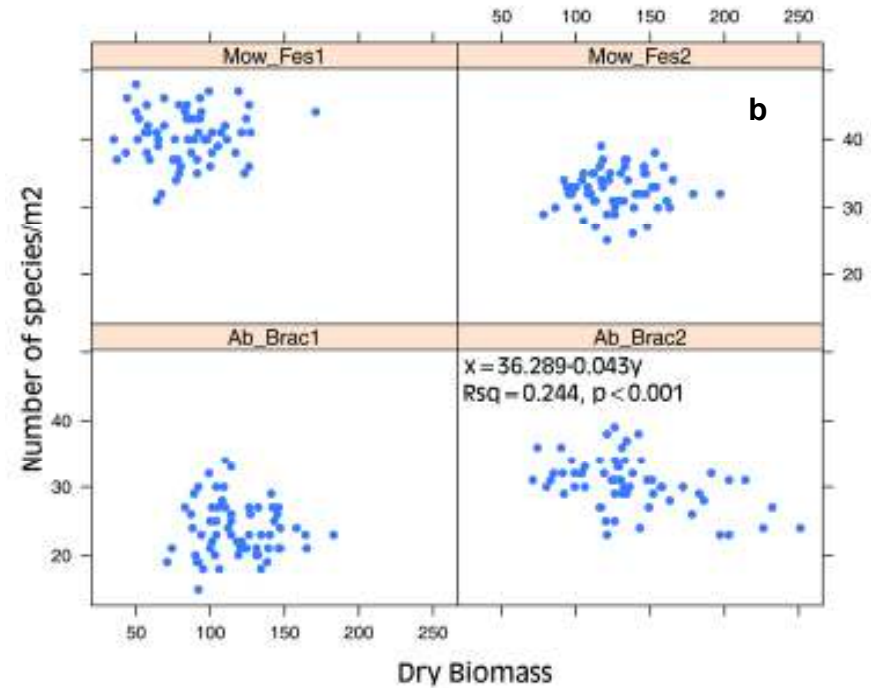 50 100 150 200 250
Mow_Fes1 Mow_Fes2
b
40
30
20
Number of species/m2
Ab_Brac1 Ab_Brac2
x = 36.289-0.043y
Rsq = 0.244, p < 0.001
40
30
20
50 100 150 200 250
Dry Biomass